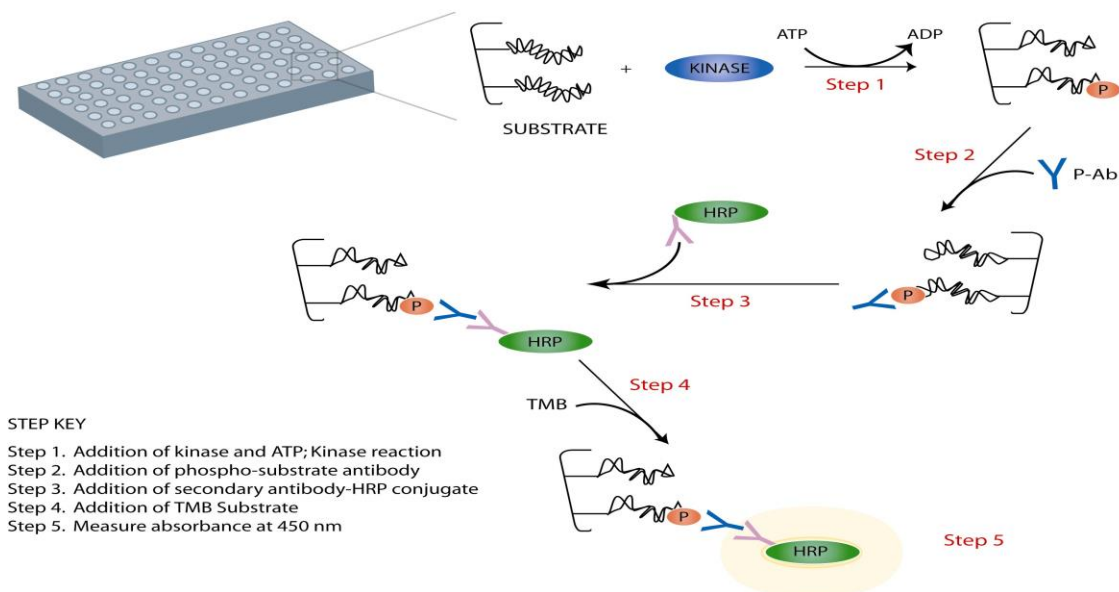 ATP
ADP
+
KINASE
Step 1
P
SUBSTRATE
Step 2
P-Ab
HRP
P
Step 3
P
HRP
Step 4
TMB
STEP KEY
Step 1. Addition of kinase and ATP; Kinase reaction
Step 2. Addition of phospho-substrate antibody
Step 3. Addition of secondary antibody-HRP conjugate
Step 4. Addition of TMB Substrate
Step 5. Measure absorbance at 450 nm
P
HRP
Step 5